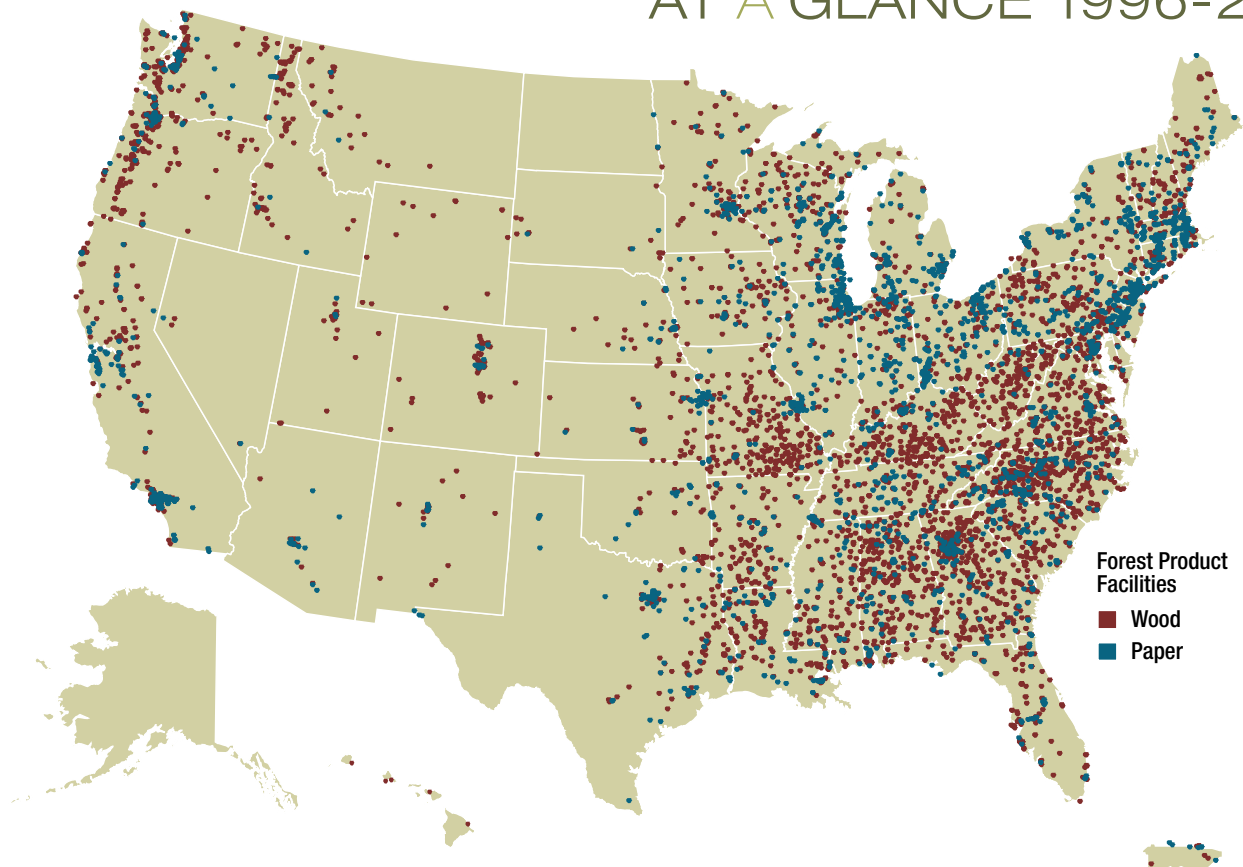 AT A GLANCE 1996-2
Forest Product
Facilities
Wood
Paper